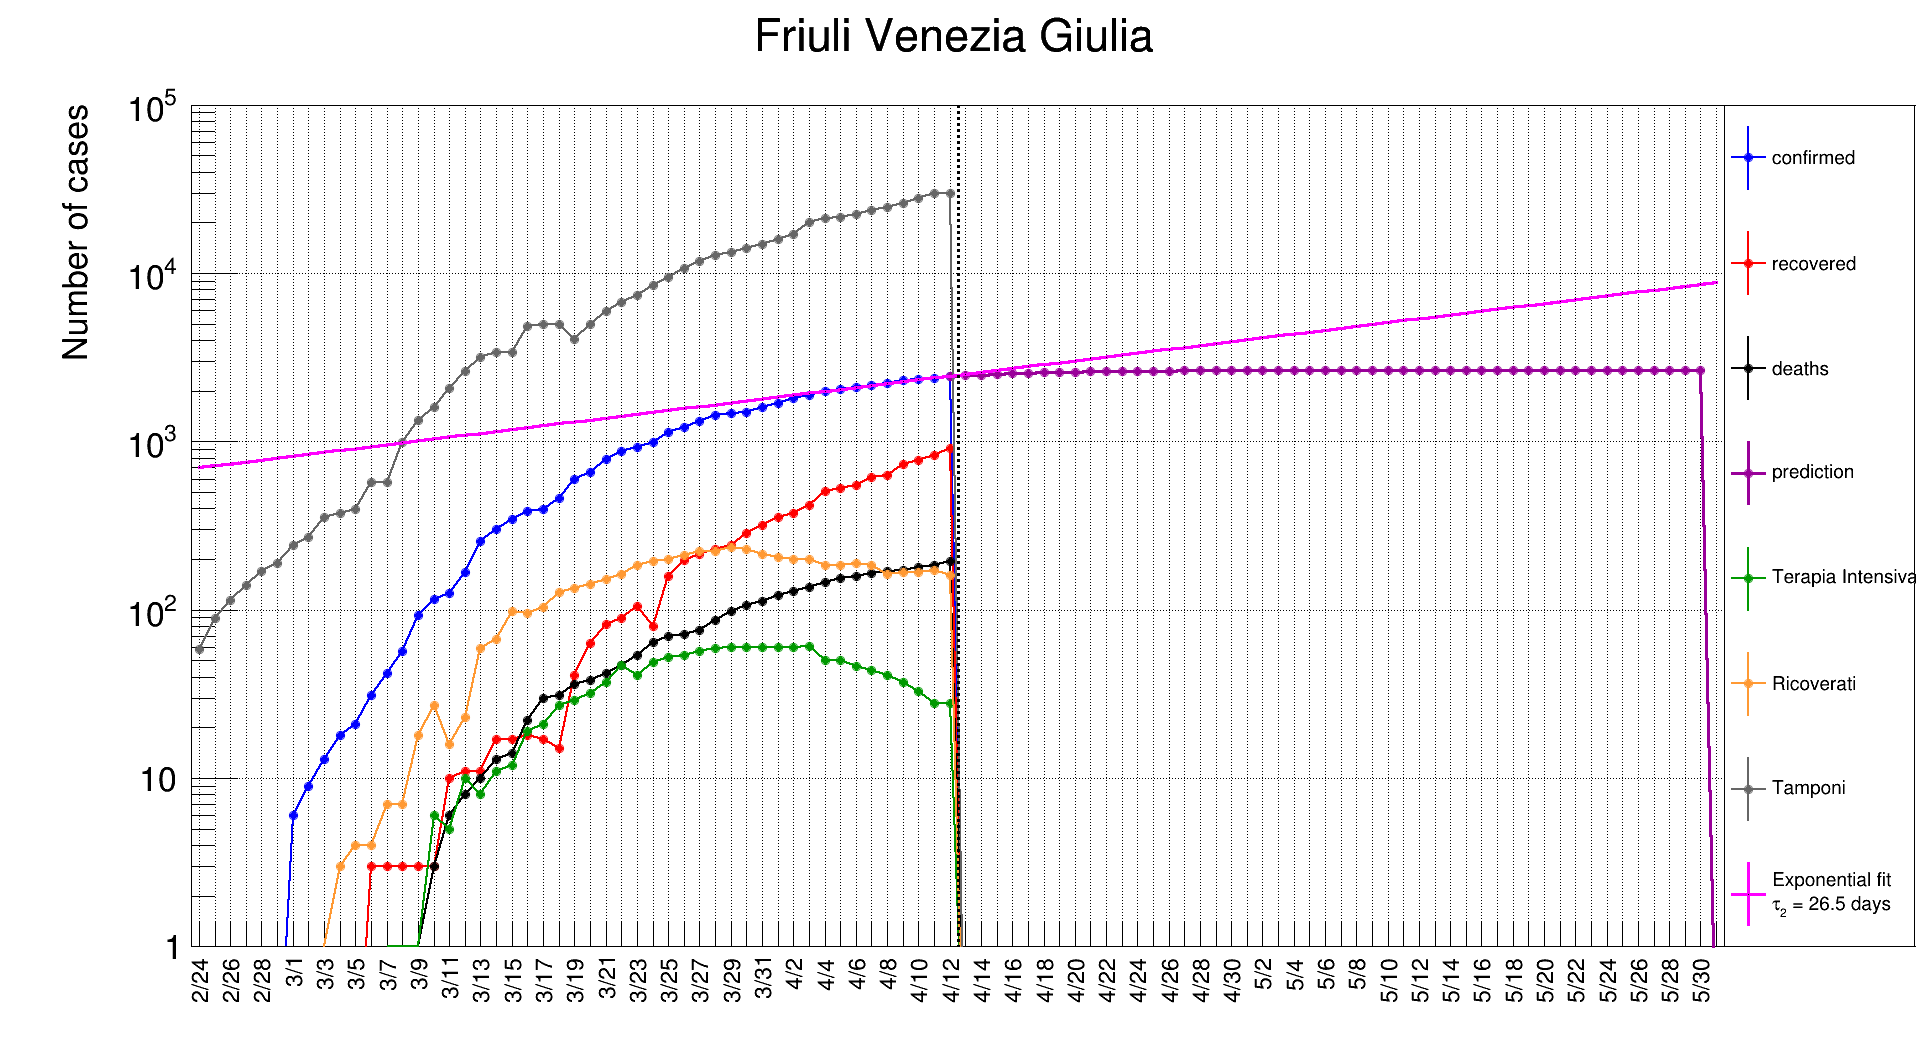 Friuli Venezia Giulia
Number of cases
10^5
10^4
10^3
10^2
10
1
2/24 2/26 2/28 3/1 3/3 3/5 3/7 3/9 3/11 3/13 3/15 3/17 3/19 3/21 3/23 3/25 3/27 3/29 3/31 4/2 4/4 4/6 4/8 4/10 4/12 4/14 4/16 4/18 4/20 4/22 4/24 4/26 4/28 4/30 5/2 5/4 5/6 5/8 5/10 5/12 5/14 5/16 5/18 5/20 5/22 5/24 5/26 5/28 5/30
confirmed
recovered
deaths
prediction
Terapia Intensiva
Ricoverati
Tamponi
Exponential fit
τ₂ = 26.5 days